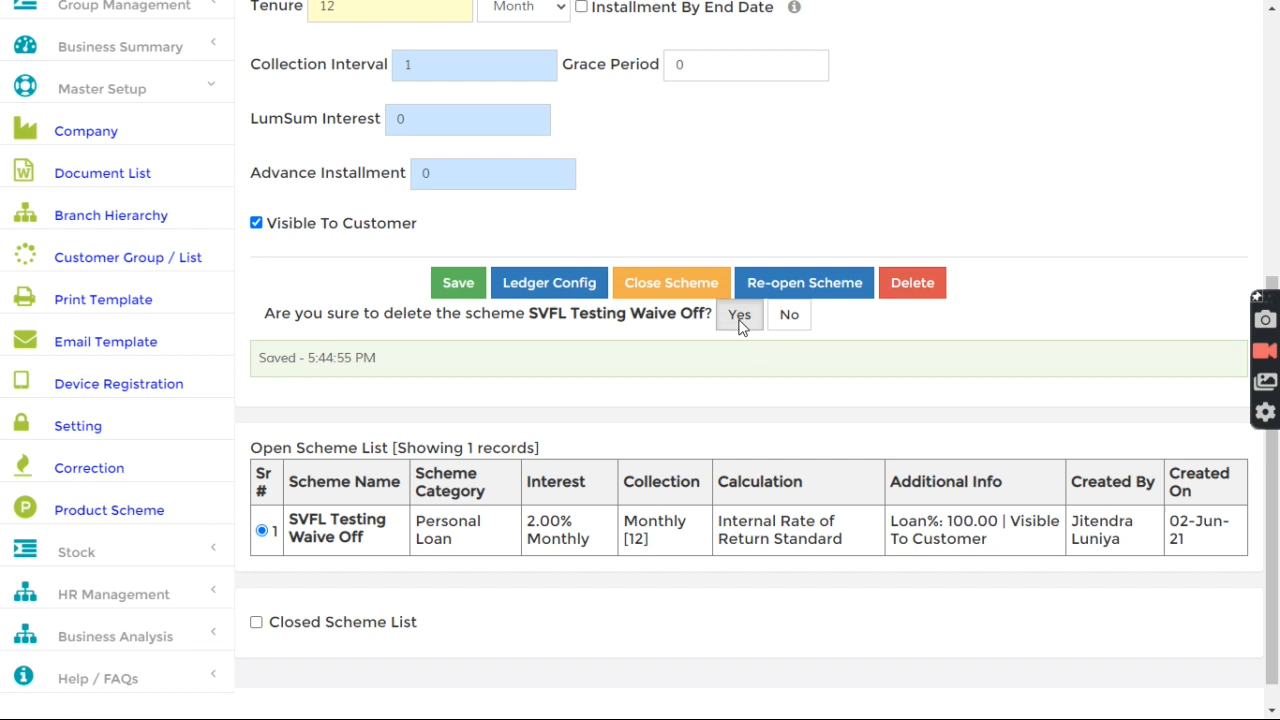 Group Management
Business Summary
Master Setup
Company
Document List
Branch Hierarchy
Customer Group / List
Print Template
Email Template
Device Registration
Setting
Correction
Product Scheme
Stock
HR Management
Business Analysis
Help / FAQs
Tenure 12 Month Installment By End Date
Collection Interval 1 Grace Period 0
LumSum Interest 0
Advance Installment 0
Visible To Customer
Save Ledger Config Close Scheme Re-open Scheme Delete
Are you sure to delete the scheme SVFL Testing Waive Off? Yes No
Saved - 5:44:55 PM
Open Scheme List [Showing 1 records]
Sr # Scheme Name Scheme Category Interest Collection Calculation Additional Info Created By Created On
1 SVFL Testing Waive Off Personal Loan 2.00% Monthly Monthly [12] Internal Rate of Return Standard Loan%: 100.00 | Visible To Customer Jitendra Luniya 02-Jun-21
Closed Scheme List